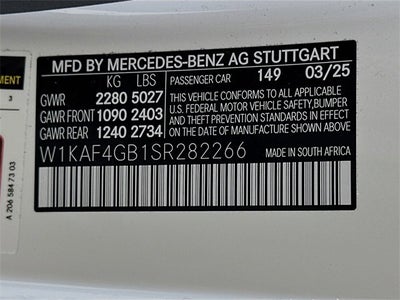 MFD BY MERCEDES-BENZ AG STUTTGART
KG LBS PASSENGER CAR 149 03/25
GVWR 2280 5027
GAWR FRONT 1090 2403
GAWR REAR 1240 2734
THIS VEHICLE CONFORMS TO ALL APPLICABLE
U.S. FEDERAL MOTOR VEHICLE SAFETY, BUMPER
AND THEFT PREVENTION STANDARDS IN EFFECT
ON THE DATE OF MANUFACTURE SHOWN ABOVE.
W1KAF4GB1SR282266
MADE IN SOUTH AFRICA
EMENT
3
A 206 584 73 03